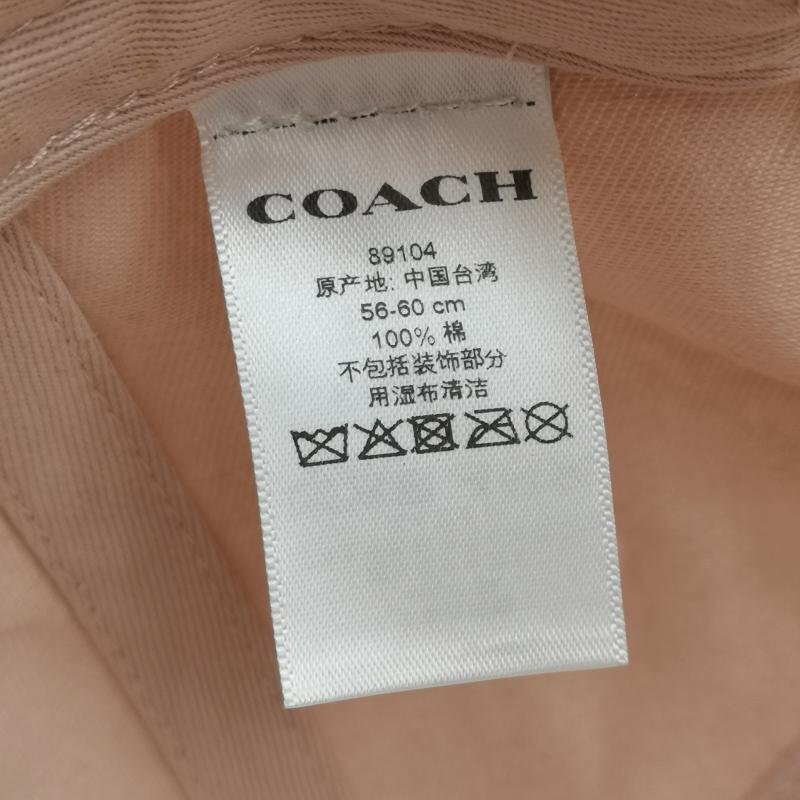 COACH
89104
原产地: 中国台湾
56-60 cm
100% 棉
不包括装饰部分
用湿布清洁